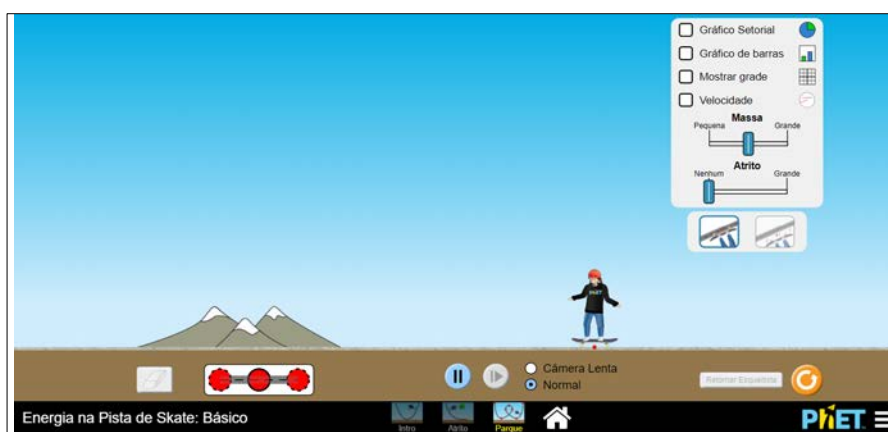 Gráfico Setorial
Gráfico de barras
Mostrar grade
Velocidade
Massa
Pequena Grande
Atrito
Nenhum Grande
PhET
Câmera Lenta
Normal
Retornar Esqueitista
Energia na Pista de Skate: Básico
Intro
Atrito
Parque
PhET